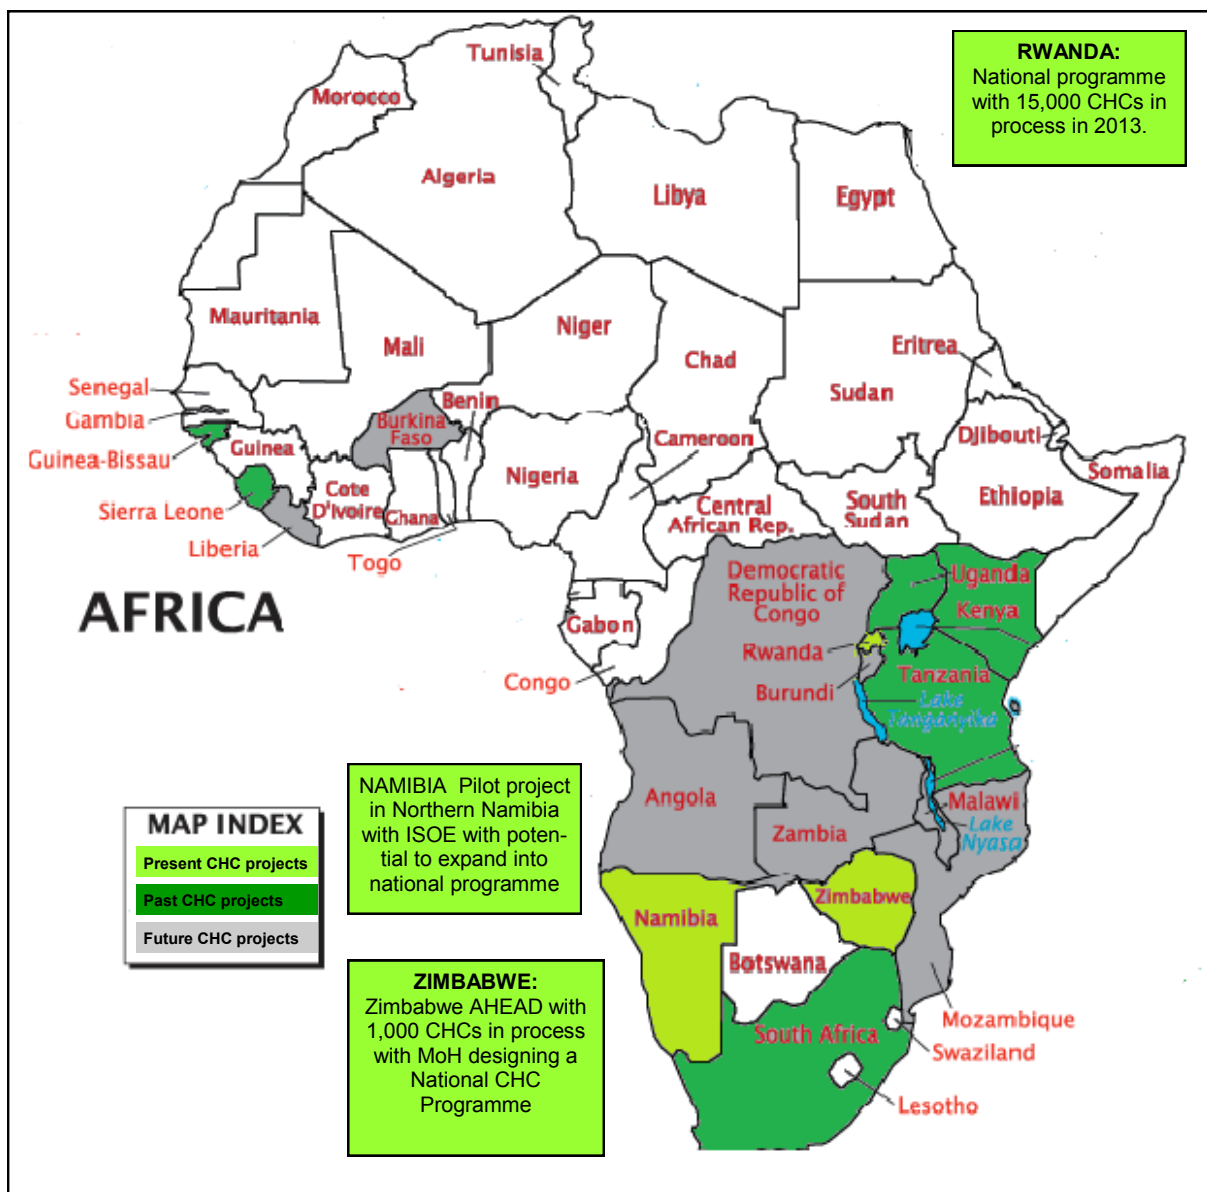 RWANDA:
National programme
with 15,000 CHCs in
process in 2013.
Tunisia
Morocco
Algeria
Libya
Egypt
Mauritania
Mali
Niger
Chad
Sudan
Eritrea
Senegal
Gambia
Guinea-Bissau
Guinea
Sierra Leone
Liberia
Cote
D'Ivoire
Burkina
Faso
Ghana
Togo
Benin
Nigeria
Cameroon
Central
African Rep.
South
Sudan
Djibouti
Somalia
Ethiopia
AFRICA
Gabon
Congo
Democratic
Republic of
Congo
Uganda
Kenya
Rwanda
Burundi
Tanzania
Lake
Tanganyika
Angola
Zambia
Malawi
Lake
Nyasa
Namibia
Zimbabwe
Botswana
South Africa
Mozambique
Swaziland
Lesotho
NAMIBIA Pilot project
in Northern Namibia
with ISOE with poten-
tial to expand into
national programme
MAP INDEX
Present CHC projects
Past CHC projects
Future CHC projects
ZIMBABWE:
Zimbabwe AHEAD with
1,000 CHCs in process
with MoH designing a
National CHC
Programme